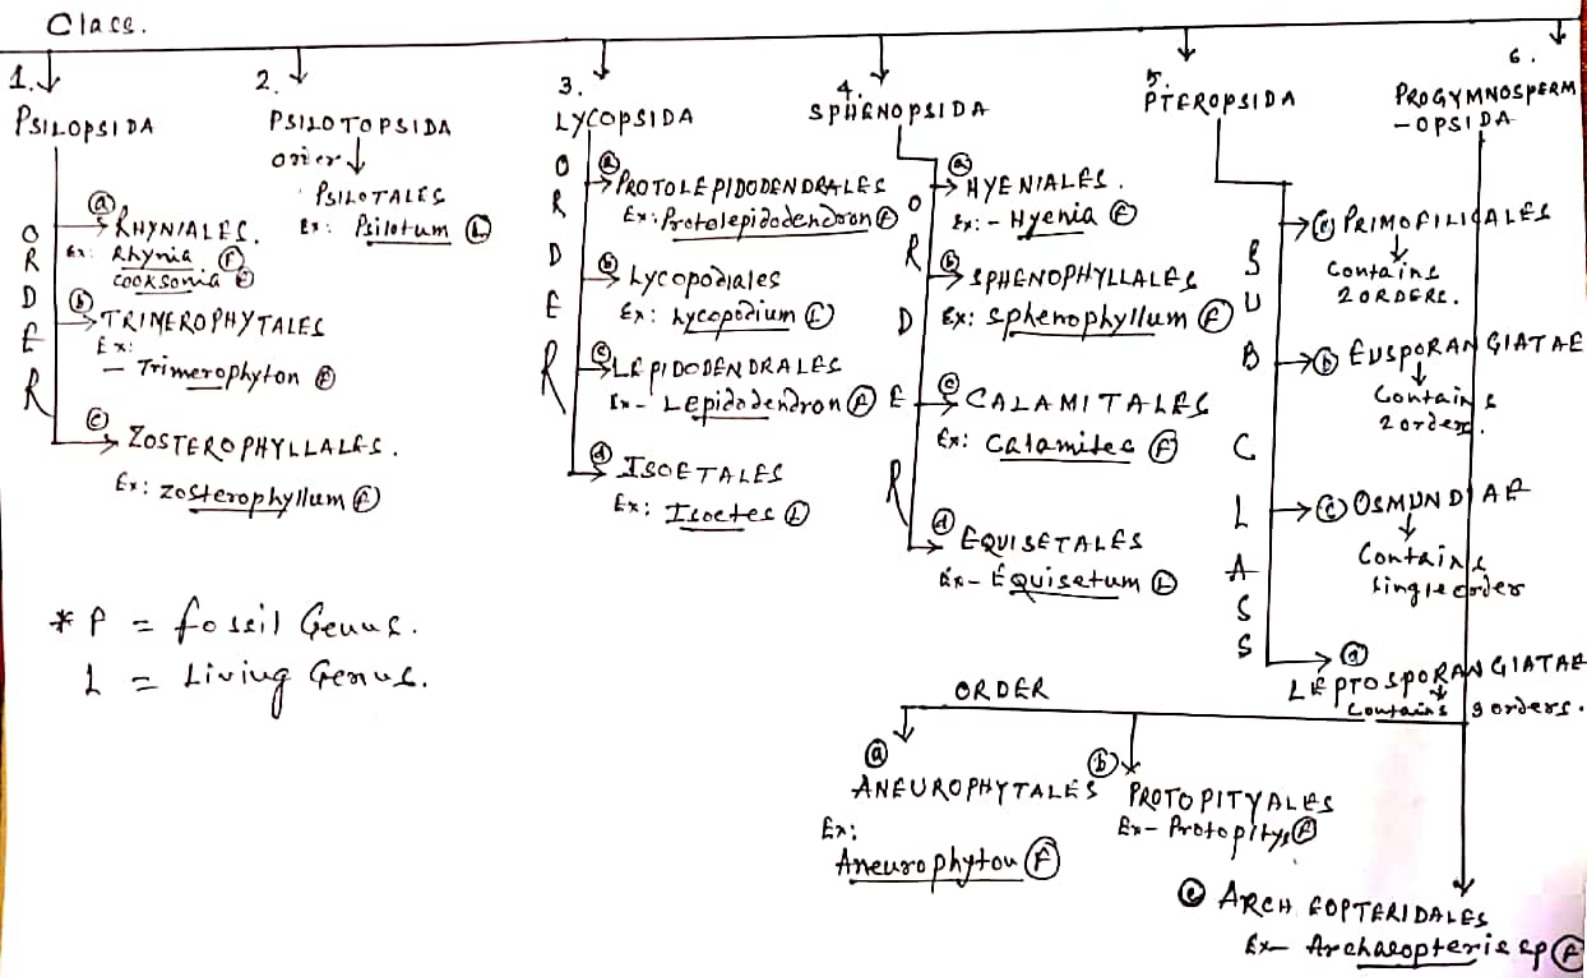 Class.
1.
PSILOPSIDA
ORDER
(a) RHYNIALES.
Ex: Rhynia (F)
Cooksonia (F)
(b) TRIMEROPHYTALES
Ex:
- Trimerophyton (F)
(c) ZOSTEROPHYLLALES.
Ex: Zosterophyllum (F)
2.
PSILOTOPSIDA
Order
PSILOTALES
Ex: Psilotum (L)
3.
LYCOPSIDA
ORDER
(a) PROTOLEPIDODENDRALES
Ex: Protolepidodendron (F)
(b) Lycopodiales
Ex: Lycopodium (L)
(c) LEPIDODENDRALES
Ex- Lepidodendron (F)
(d) ISOETALES
Ex: Isoetes (L)
4.
SPHENOPSIDA
ORDER
(a) HYENIALES.
Ex: - Hyenia (F)
(b) SPHENOPHYLLALES
Ex: Sphenophyllum (F)
(c) CALAMITALES
Ex: Calamites (F)
(d) EQUISETALES
Ex- Equisetum (L)
5.
PTEROPSIDA
SUBCLASS
(a) PRIMOFILICALES
Contains
2 ORDERS.
(b) EUSPORANGIATAE
Contains
2 orders.
(c) OSMUNDIAE
Contains
single order
(d)
LEPTOSPORANGIATAE
Contains 9 orders.
6.
PROGYMNOSPERM
-OPSIDA
ORDER
(a)
ANEUROPHYTALES
Ex:
Aneurophyton (F)
(b)
PROTOPITYALES
Ex- Protopitys (F)
(c) ARCHEOPTERIDALES
Ex- Archaeopteris sp (F)
* F = fossil Genus.
L = Living Genus.